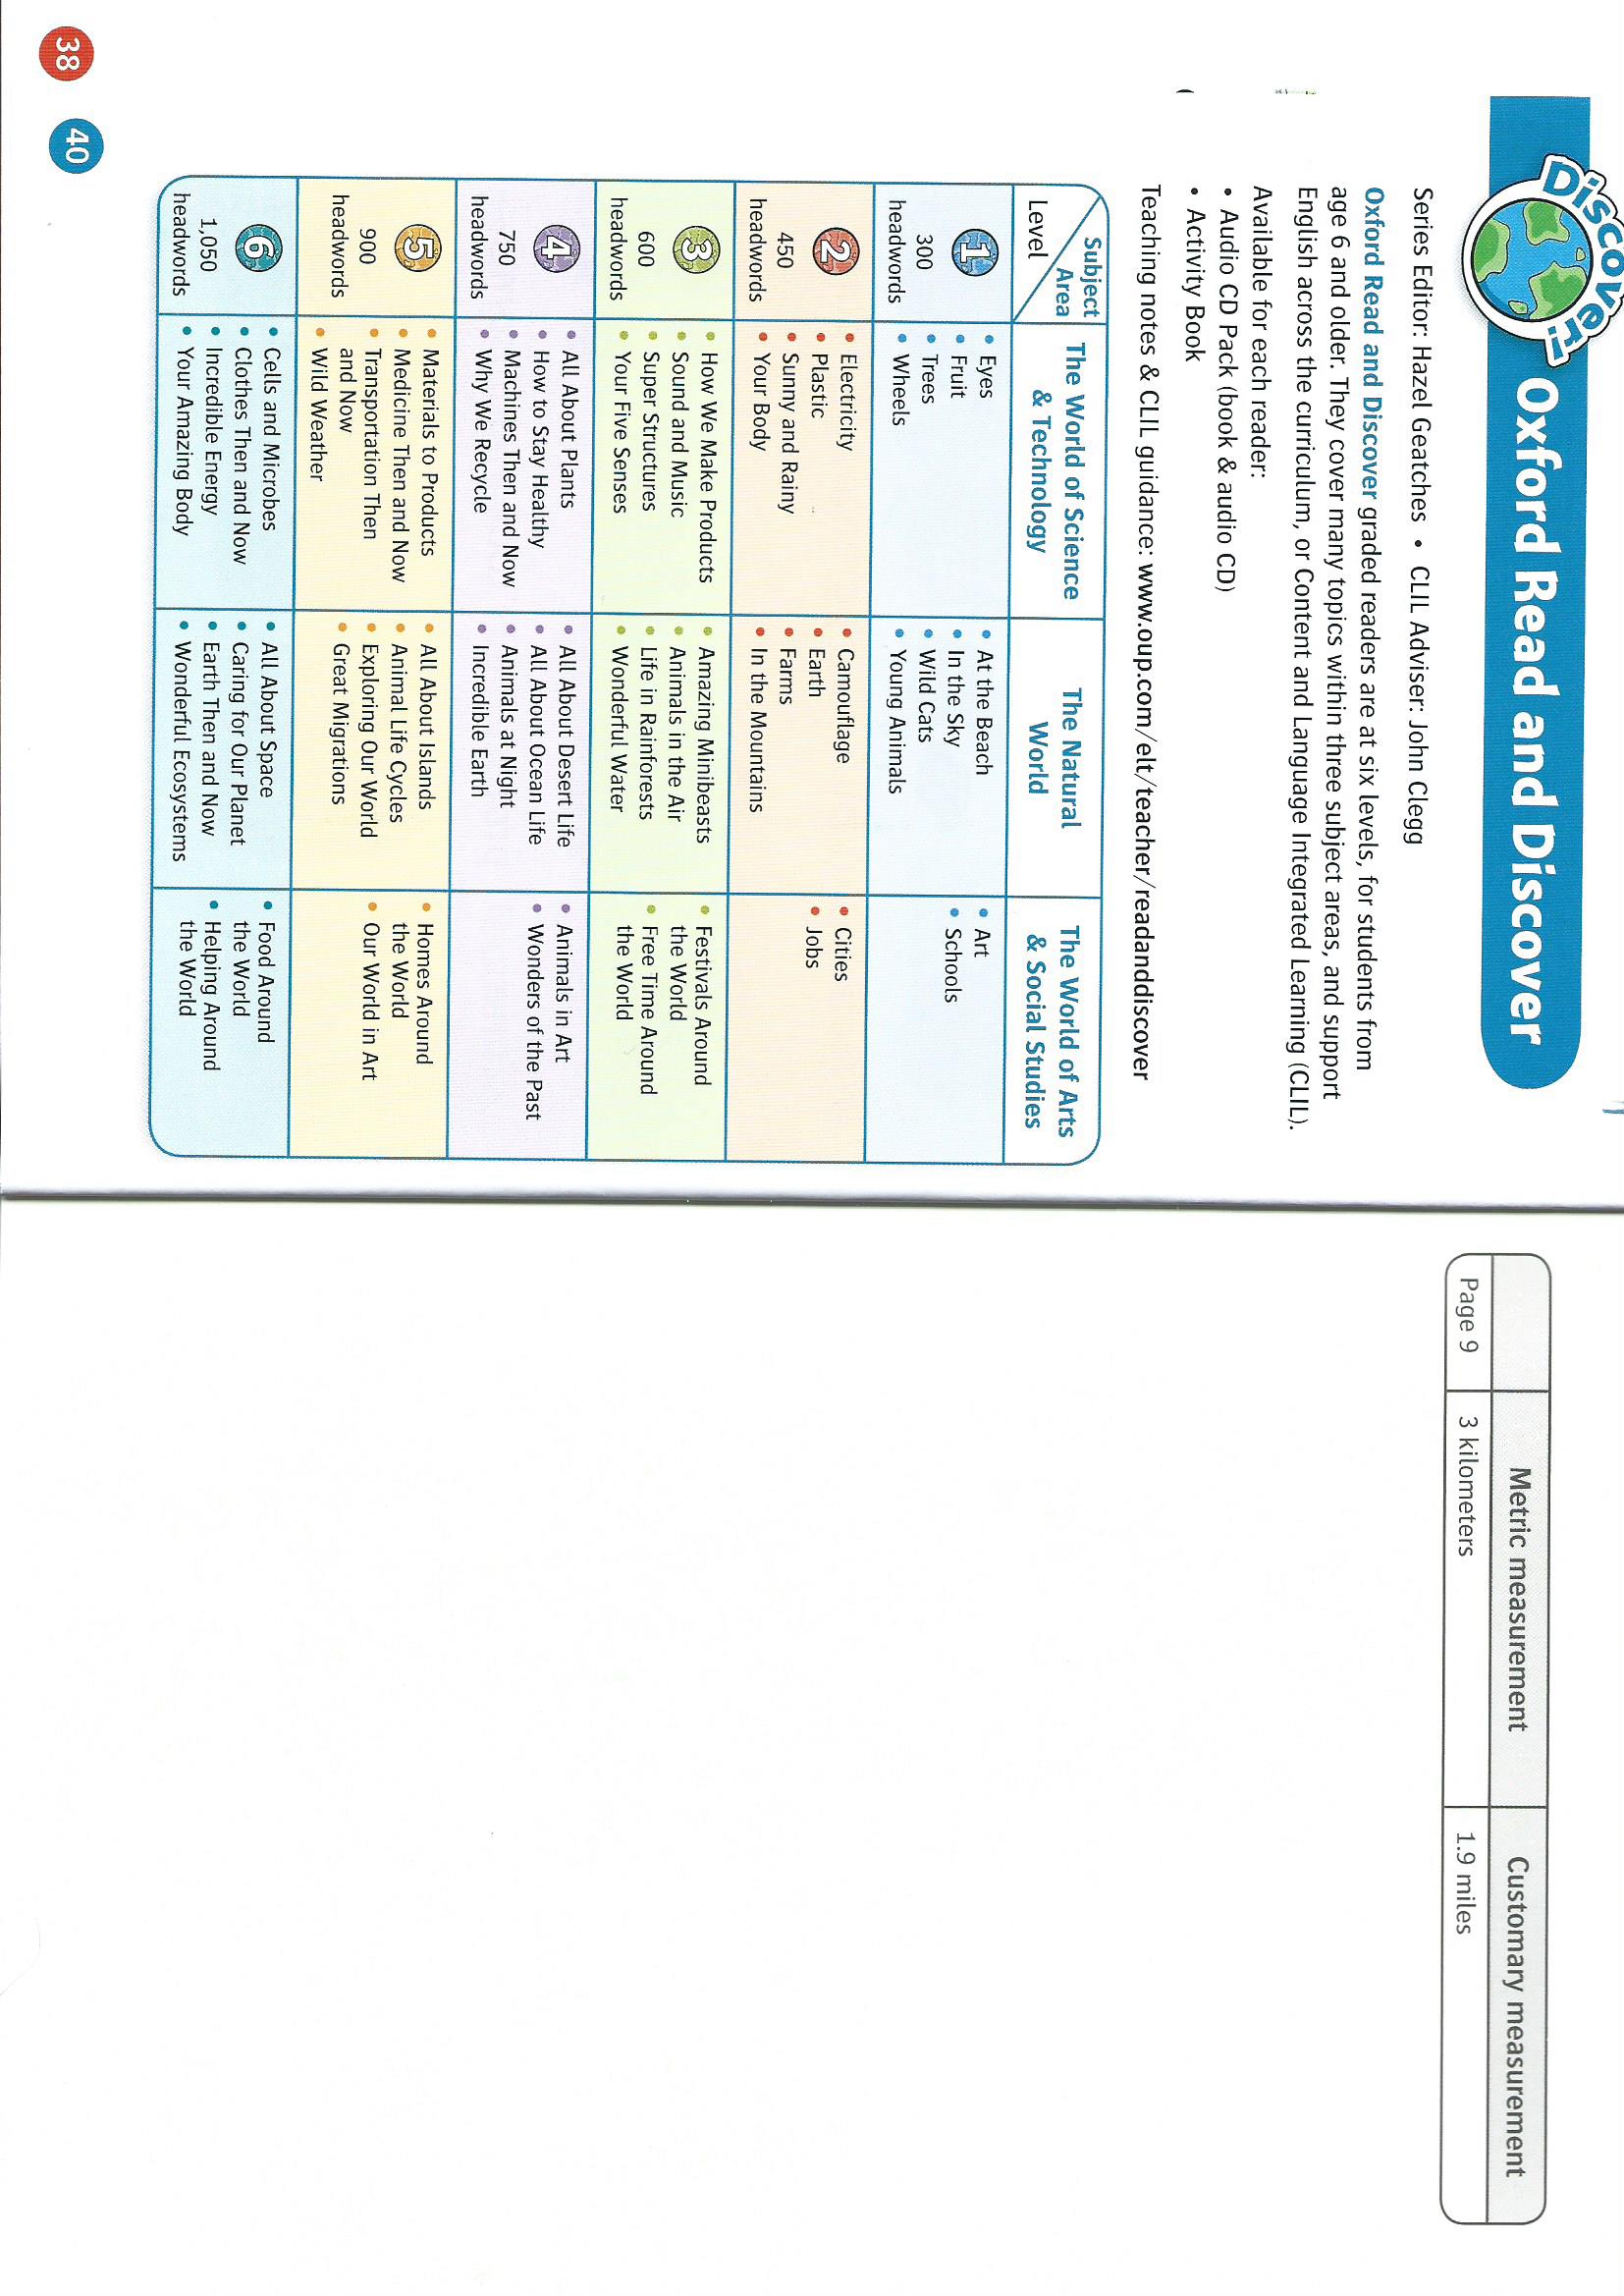 Discover!
Oxford Read and Discover
Series Editor: Hazel Geatches • CLIL Adviser: John Clegg
Oxford Read and Discover graded readers are at six levels, for students from
age 6 and older. They cover many topics within three subject areas, and support
English across the curriculum, or Content and Language Integrated Learning (CLIL).
Available for each reader:
• Audio CD Pack (book & audio CD)
• Activity Book
Teaching notes & CLIL guidance: www.oup.com/elt/teacher/readanddiscover
Subject
Area
Level
The World of Science
& Technology
The Natural
World
The World of Arts
& Social Studies
1
300
headwords
• Eyes
• Fruit
• Trees
• Wheels
• At the Beach
• In the Sky
• Wild Cats
• Young Animals
• Art
• Schools
2
450
headwords
• Electricity
• Plastic
• Sunny and Rainy
• Your Body
• Camouflage
• Earth
• Farms
• In the Mountains
• Cities
• Jobs
3
600
headwords
• How We Make Products
• Sound and Music
• Super Structures
• Your Five Senses
• Amazing Minibeasts
• Animals in the Air
• Life in Rainforests
• Wonderful Water
• Festivals Around
the World
• Free Time Around
the World
4
750
headwords
• All About Plants
• How to Stay Healthy
• Machines Then and Now
• Why We Recycle
• All About Desert Life
• All About Ocean Life
• Animals at Night
• Incredible Earth
• Animals in Art
• Wonders of the Past
5
900
headwords
• Materials to Products
• Medicine Then and Now
• Transportation Then
and Now
• Wild Weather
• All About Islands
• Animal Life Cycles
• Exploring Our World
• Great Migrations
• Homes Around
the World
• Our World in Art
6
1,050
headwords
• Cells and Microbes
• Clothes Then and Now
• Incredible Energy
• Your Amazing Body
• All About Space
• Caring for Our Planet
• Earth Then and Now
• Wonderful Ecosystems
• Food Around
the World
• Helping Around
the World
38
40
Metric measurement
Customary measurement
Page 9
3 kilometers
1.9 miles